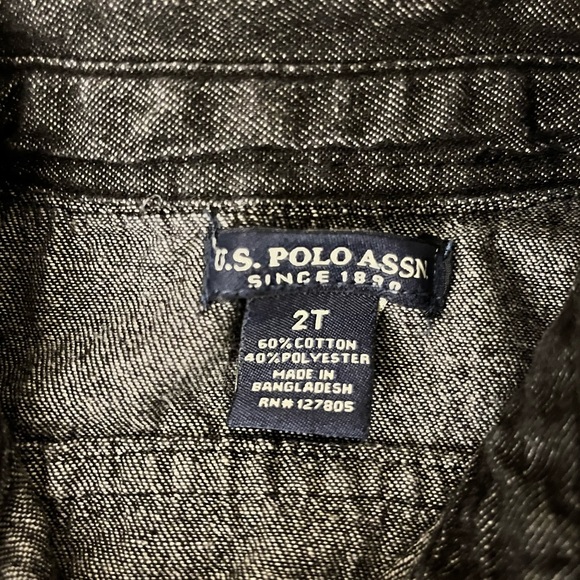 U.S. POLO ASSN.
SINCE 1890
2T
60% COTTON
40% POLYESTER
MADE IN
BANGLADESH
RN# 127805